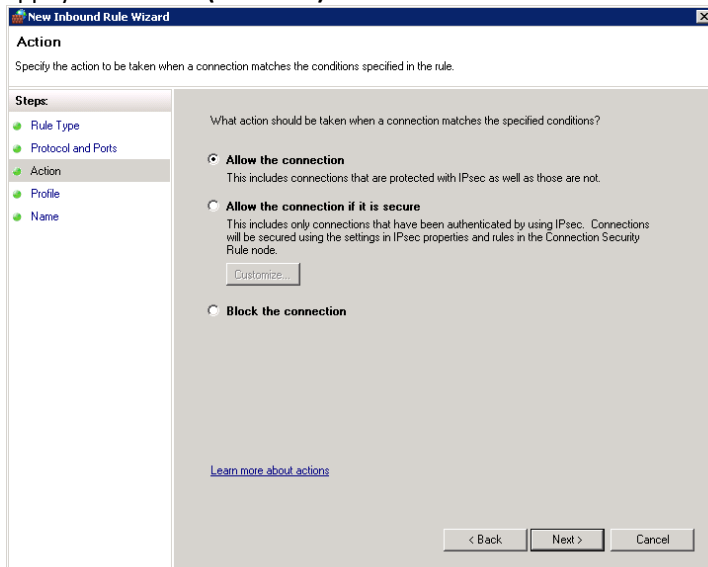 New Inbound Rule Wizard
Action
Specify the action to be taken when a connection matches the conditions specified in the rule.
Steps:
Rule Type
Protocol and Ports
Action
Profile
Name
What action should be taken when a connection matches the specified conditions?
Allow the connection
This includes connections that are protected with IPsec as well as those are not.
Allow the connection if it is secure
This includes only connections that have been authenticated by using IPsec. Connections
will be secured using the settings in IPsec properties and rules in the Connection Security
Rule node.
Customize...
Block the connection
Learn more about actions
< Back
Next >
Cancel